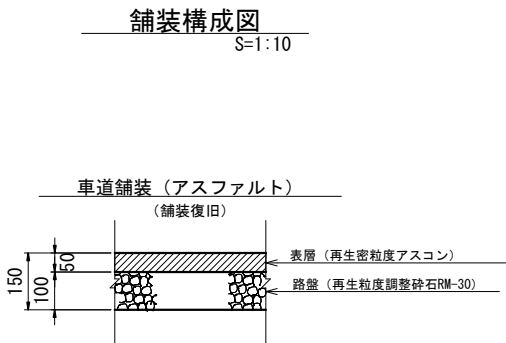 舗装構成図
S=1:10
車道舗装（アスファルト）
（舗装復旧）
表層（再生密粒度アスコン）
路盤（再生粒度調整砕石RM-30）
150
50
100